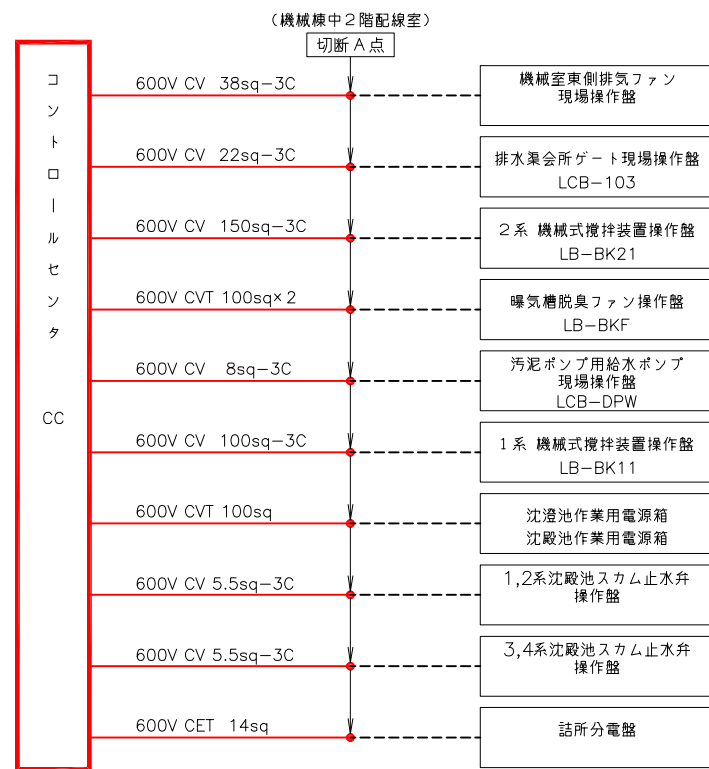 (機械棟中2階配線室)
切断A点
コントロールセンタ
CC
600V CV 38sq-3C
機械室東側排気ファン
現場操作盤
600V CV 22sq-3C
排水渠会所ゲート現場操作盤
LCB-103
600V CV 150sq-3C
2系 機械式攪拌装置操作盤
LB-BK21
600V CVT 100sq×2
曝気槽脱臭ファン操作盤
LB-BKF
600V CV 8sq-3C
汚泥ポンプ用給水ポンプ
現場操作盤
LCB-DPW
600V CV 100sq-3C
1系 機械式攪拌装置操作盤
LB-BK11
600V CVT 100sq
沈澄池作業用電源箱
沈殿池作業用電源箱
600V CV 5.5sq-3C
1,2系沈殿池スカム止水弁
操作盤
600V CV 5.5sq-3C
3,4系沈殿池スカム止水弁
操作盤
600V CET 14sq
詰所分電盤